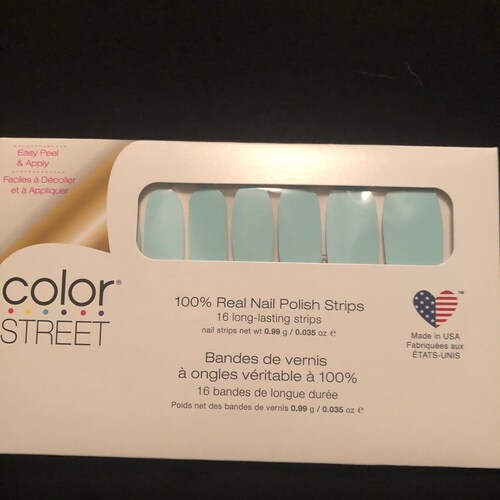 Easy Peel
& Apply
Faciles à Décoller
et à Appliquer
color®
STREET
100% Real Nail Polish Strips
16 long-lasting strips
nail strips net wt 0.99 g / 0.035 oz ℮
Bandes de vernis
à ongles véritable à 100%
16 bandes de longue durée
Poids net des bandes de vernis 0.99 g / 0.035 oz ℮
™
Made in USA
Fabriquées aux
ÉTATS-UNIS